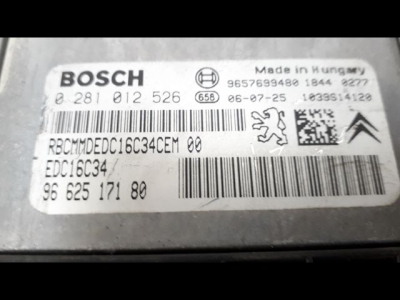 BOSCH
Made in Hungary
9657699480 1844 0277
0 281 012 526 658 06-07-25 1039S14120
RBCMMDEDC16C34CEM 00
EDC16C34/
96 625 171 80